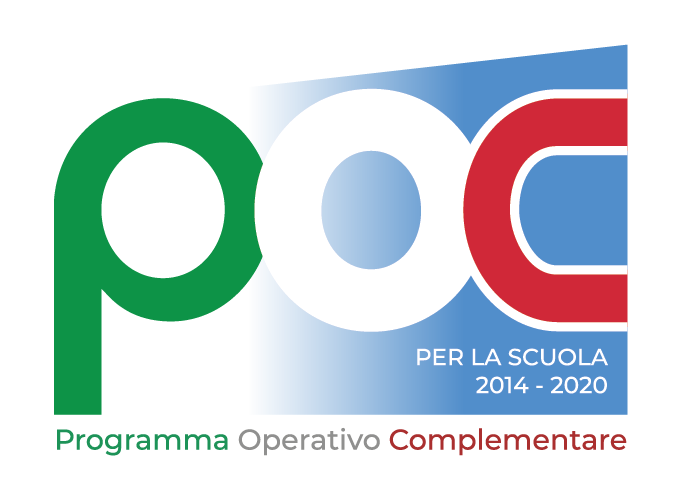 POC
PER LA SCUOLA
2014 - 2020
Programma Operativo Complementare